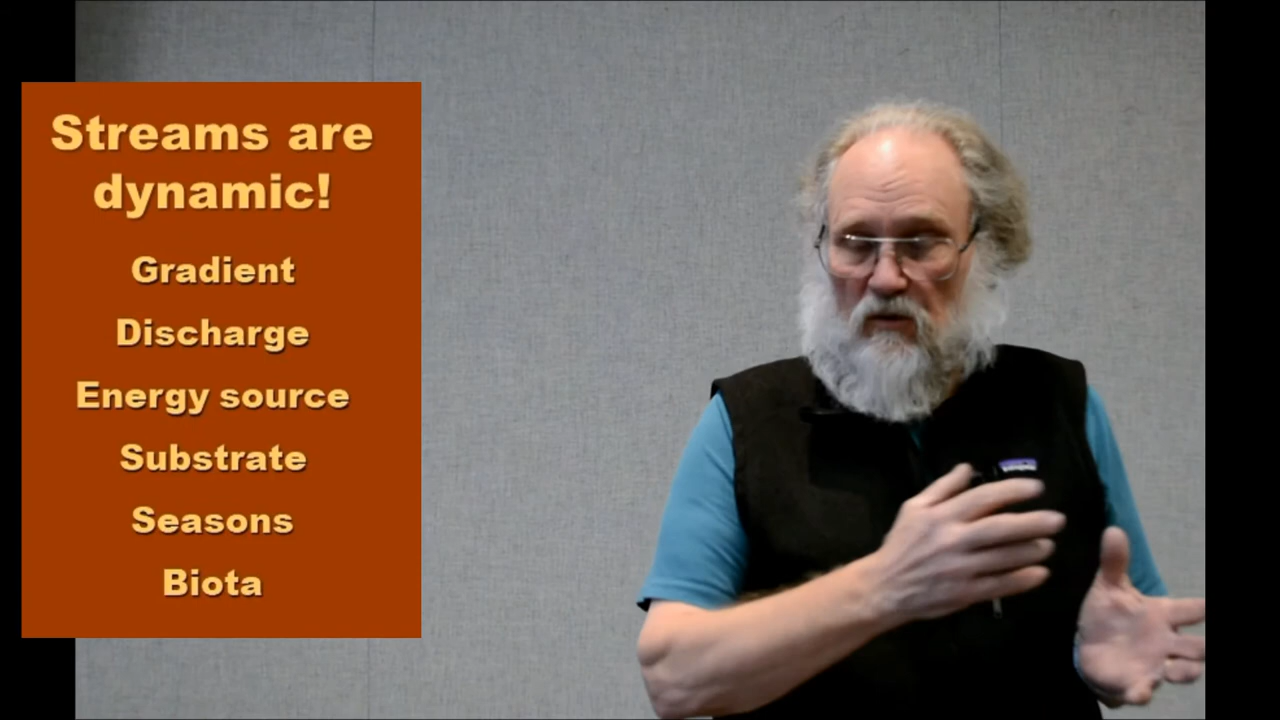 Streams are
dynamic!
Gradient
Discharge
Energy source
Substrate
Seasons
Biota